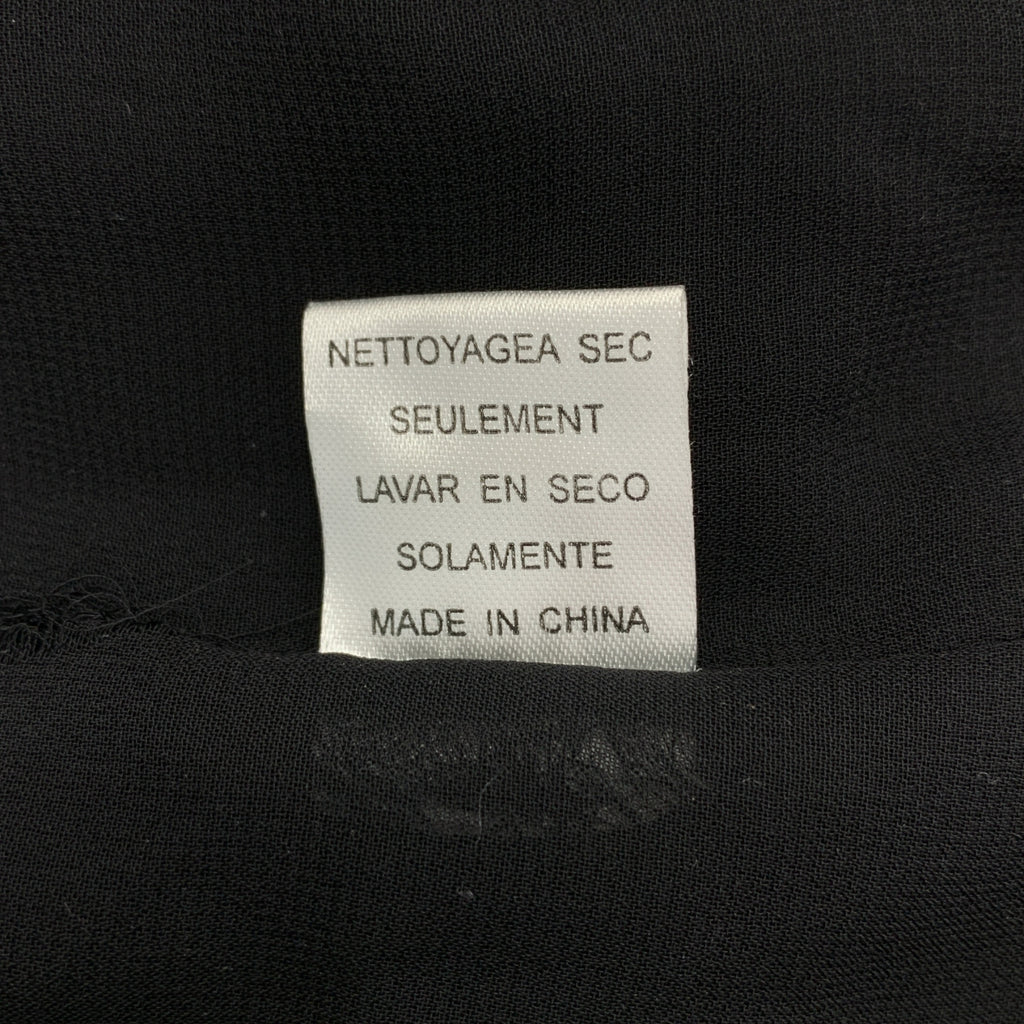 NETTOYAGEA SEC
SEULEMENT
LAVAR EN SECO
SOLAMENTE
MADE IN CHINA